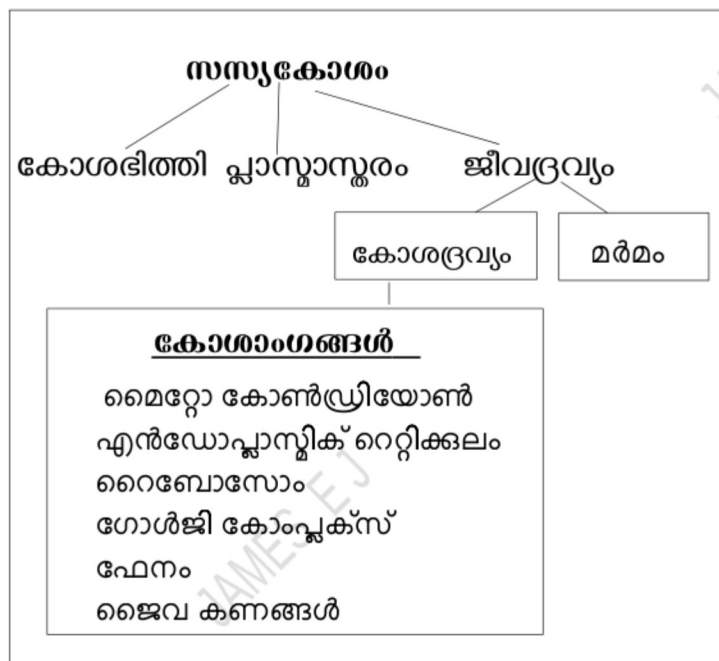 സസ്യകോശം
കോശഭിത്തി പ്ലാസ്മാസ്തരം ജീവദ്രവ്യം
കോശദ്രവ്യം മർമം
കോശാംഗങ്ങൾ
മൈറ്റോ കോൺഡ്രിയോൺ
എൻഡോപ്ലാസ്മിക് റെറ്റിക്കുലം
റൈബോസോം
ഗോൾജി കോംപ്ലക്സ്
ഫേനം
ജൈവ കണങ്ങൾ
JAMES E J